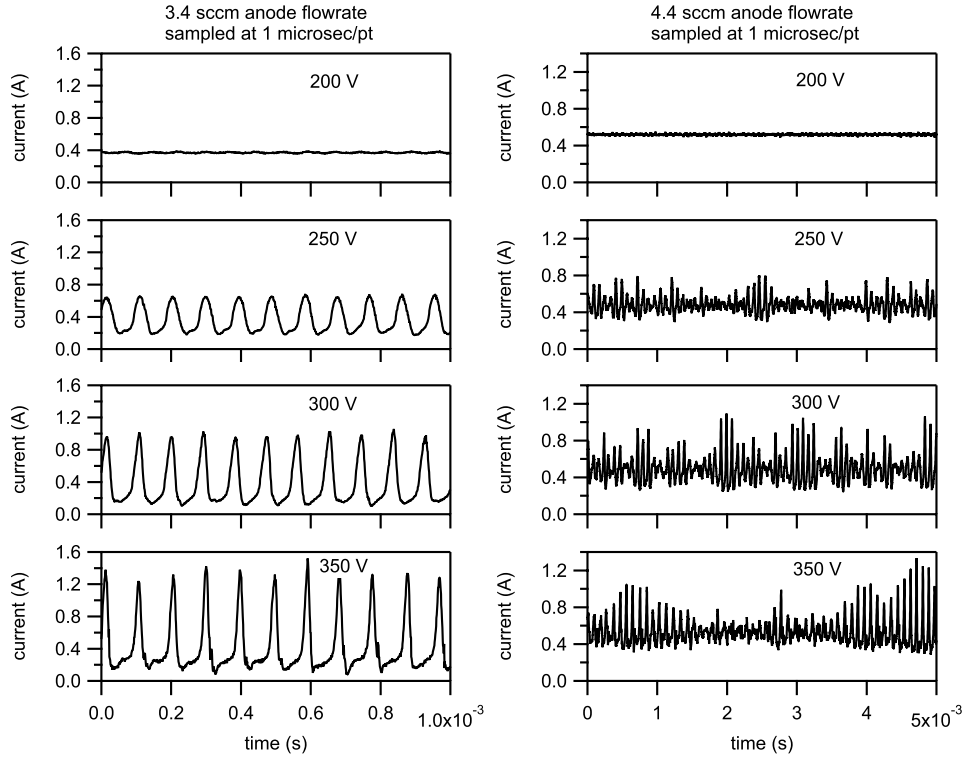 3.4 sccm anode flowrate
sampled at 1 microsec/pt
1.6
1.2
0.8
0.4
0.0
current (A)
200 V
1.6
1.2
0.8
0.4
0.0
current (A)
250 V
1.6
1.2
0.8
0.4
0.0
current (A)
300 V
1.6
1.2
0.8
0.4
0.0
current (A)
350 V
0.0 0.2 0.4 0.6 0.8 1.0x10⁻³
time (s)
4.4 sccm anode flowrate
sampled at 1 microsec/pt
1.2
0.8
0.4
0.0
current (A)
200 V
1.2
0.8
0.4
0.0
current (A)
250 V
1.2
0.8
0.4
0.0
current (A)
300 V
1.2
0.8
0.4
0.0
current (A)
350 V
0 1 2 3 4 5x10⁻³
time (s)